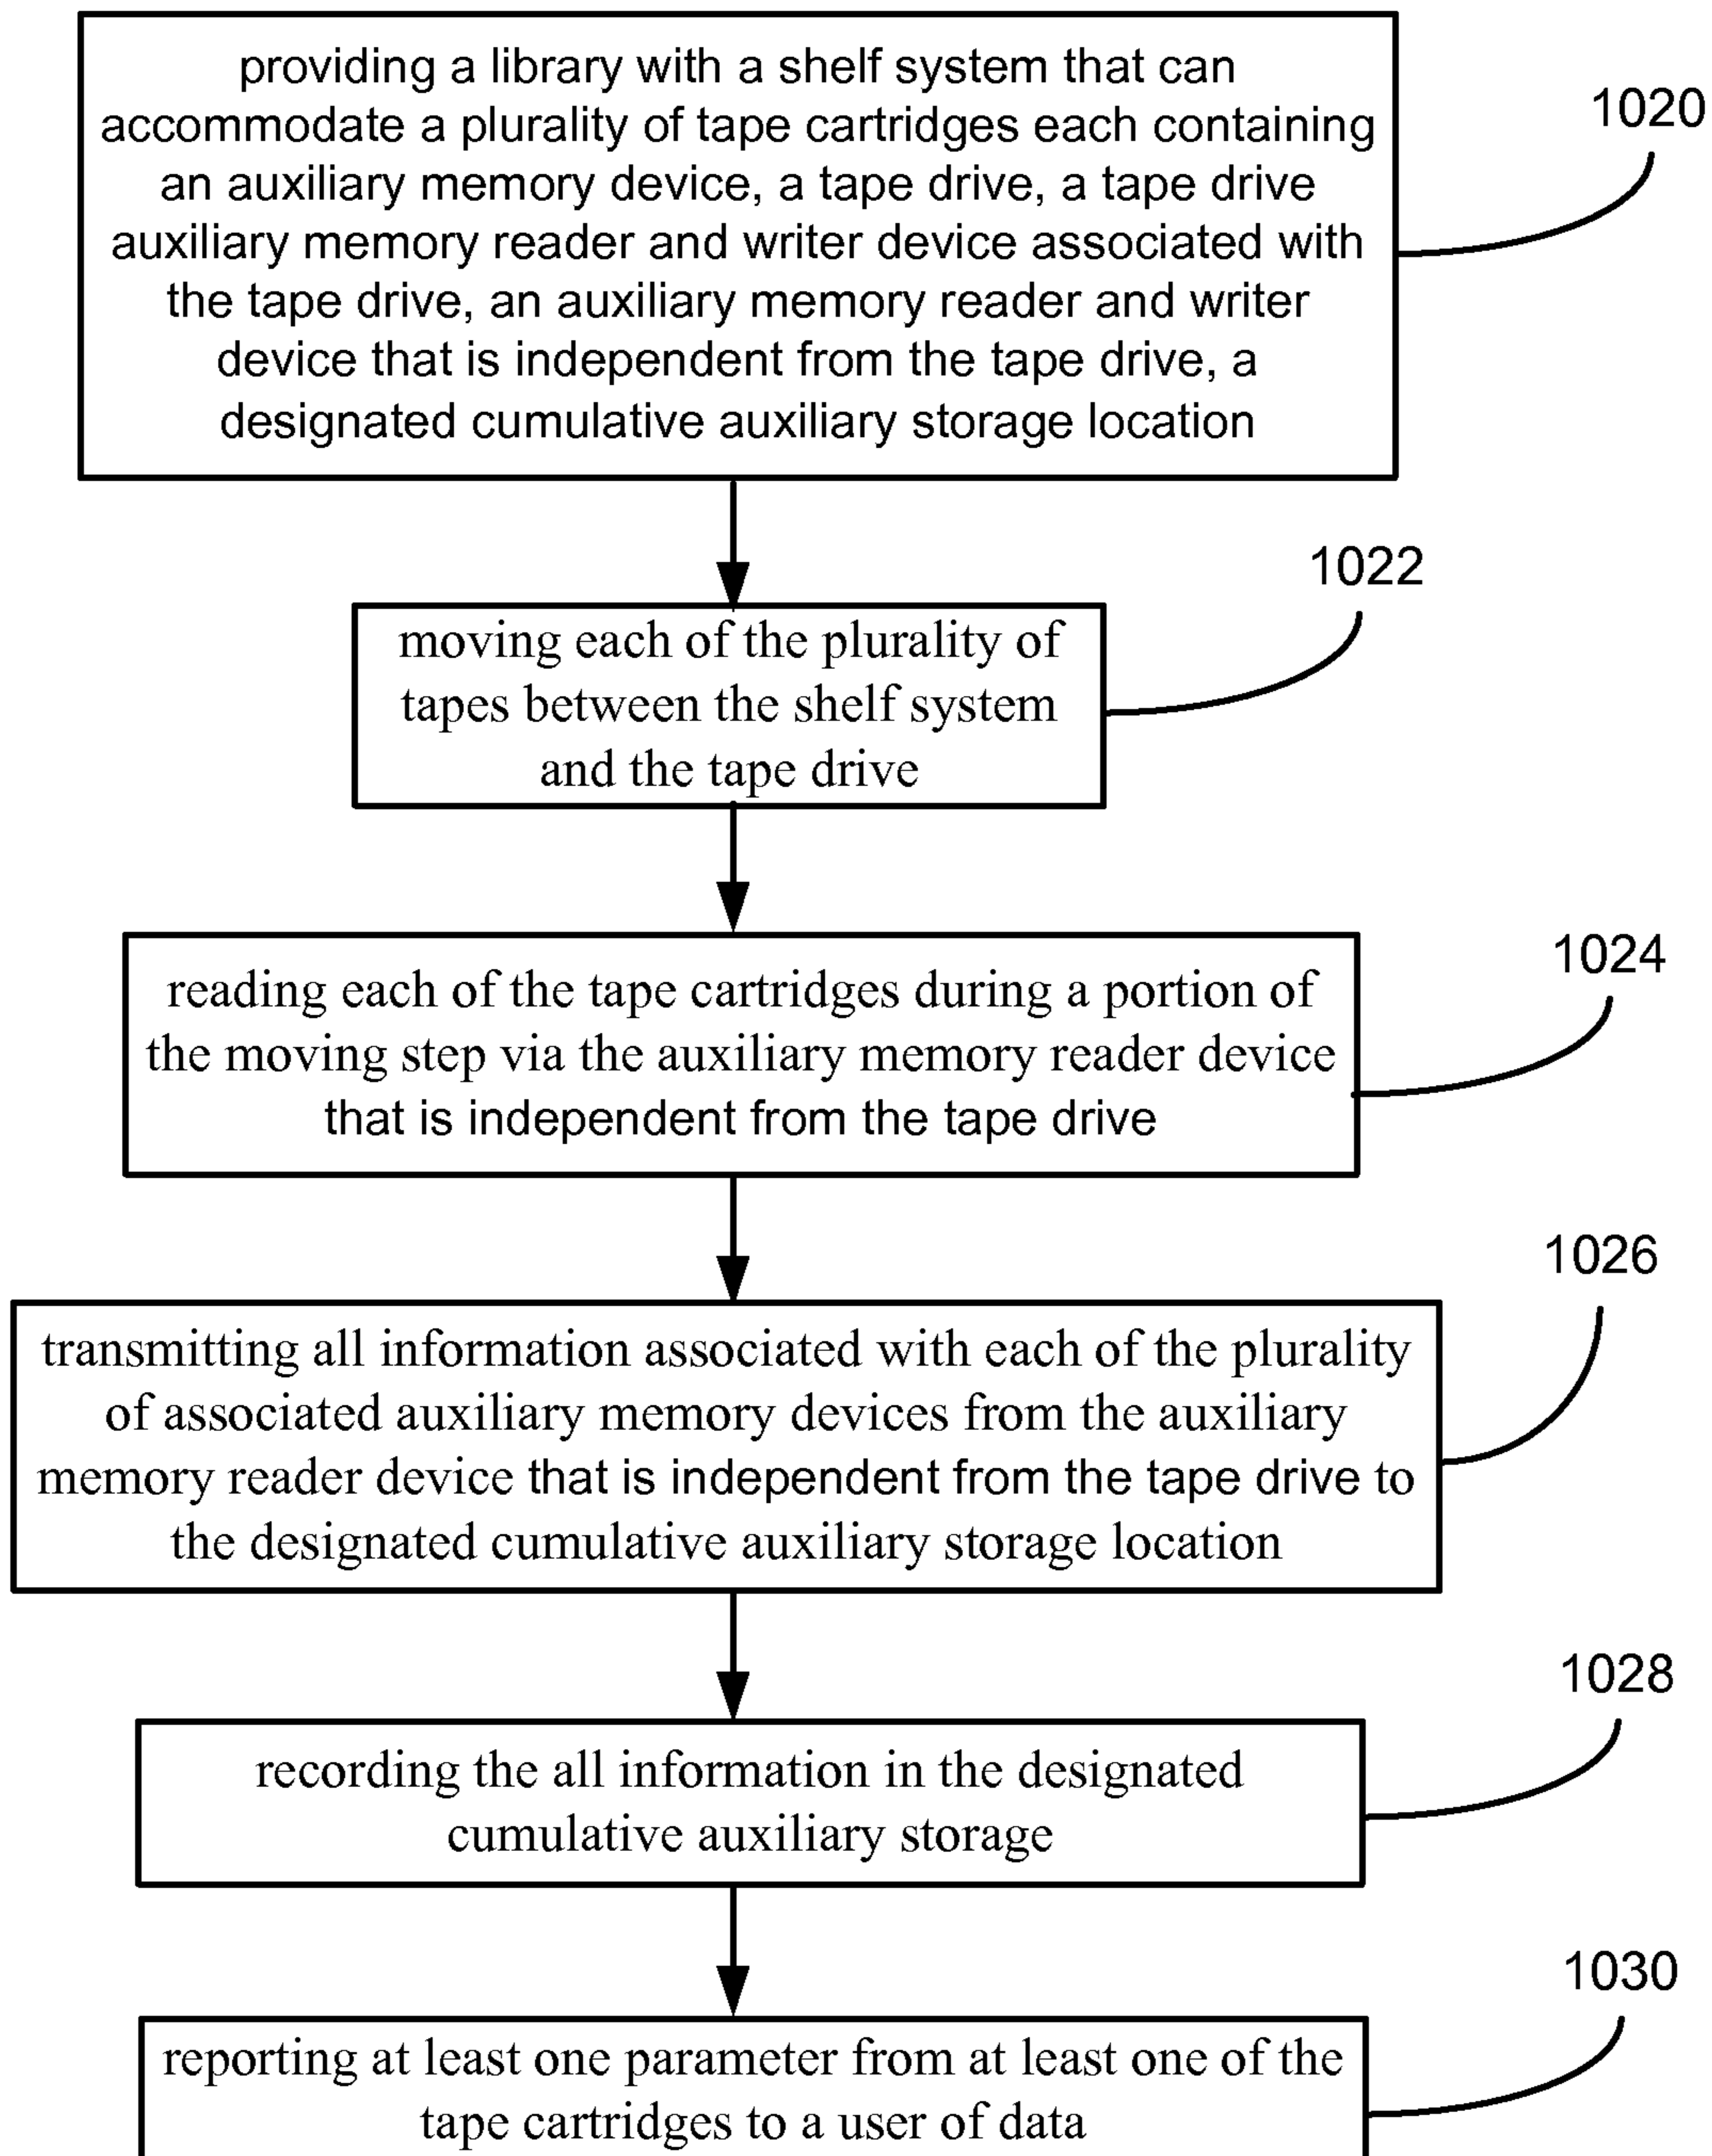 providing a library with a shelf system that can
accommodate a plurality of tape cartridges each containing
an auxiliary memory device, a tape drive, a tape drive
auxiliary memory reader and writer device associated with
the tape drive, an auxiliary memory reader and writer
device that is independent from the tape drive, a
designated cumulative auxiliary storage location
1020
1022
moving each of the plurality of
tapes between the shelf system
and the tape drive
1024
reading each of the tape cartridges during a portion of
the moving step via the auxiliary memory reader device
that is independent from the tape drive
1026
transmitting all information associated with each of the plurality
of associated auxiliary memory devices from the auxiliary
memory reader device that is independent from the tape drive to
the designated cumulative auxiliary storage location
1028
recording the all information in the designated
cumulative auxiliary storage
1030
reporting at least one parameter from at least one of the
tape cartridges to a user of data